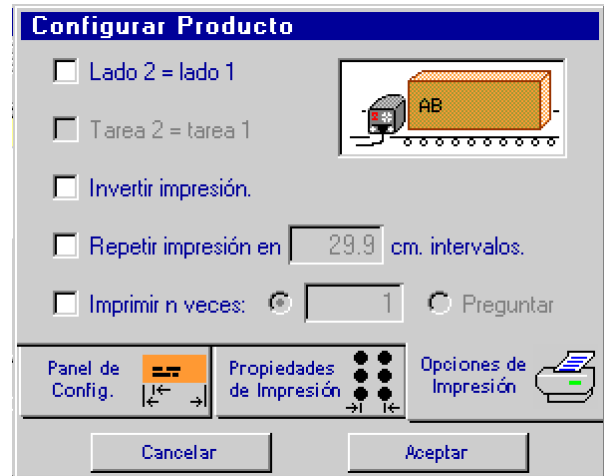 Configurar Producto
Lado 2 = lado 1
AB
Tarea 2 = tarea 1
Invertir impresión.
Repetir impresión en 29.9 cm. intervalos.
Imprimir n veces: 1 Preguntar
Panel de
Config.
Propiedades
de Impresión
Opciones de
Impresión
Cancelar
Aceptar